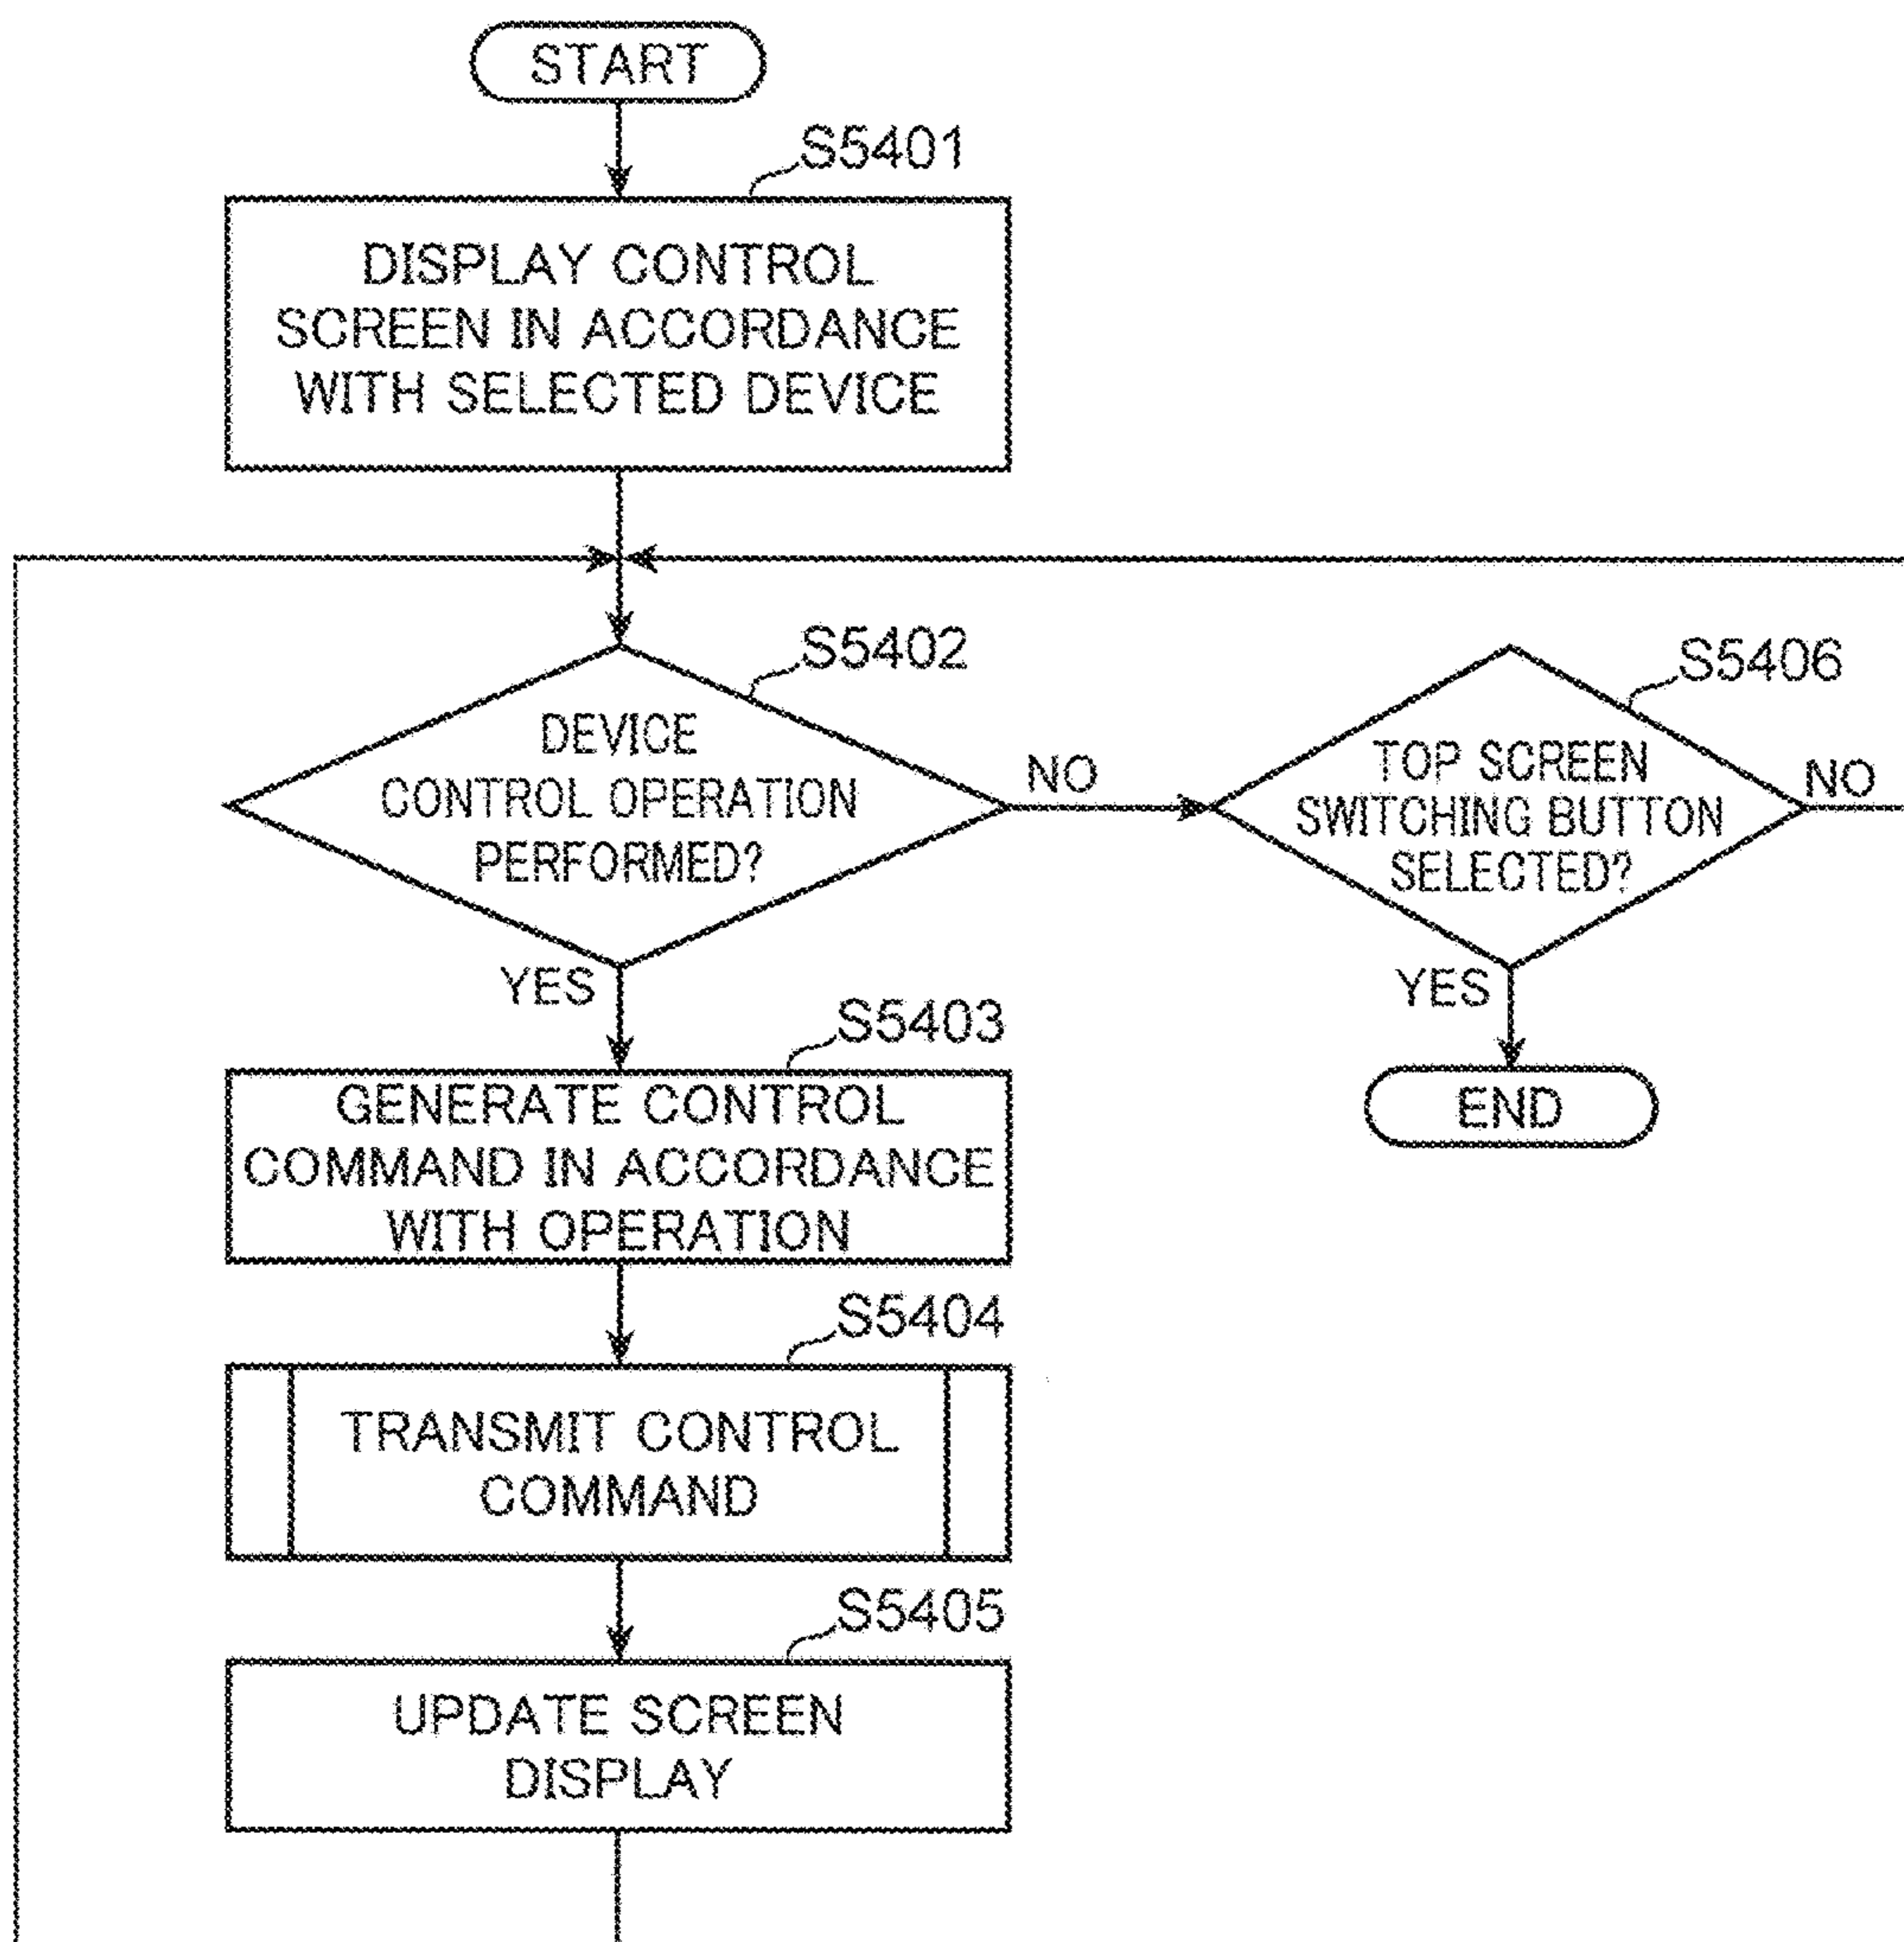 START
S5401
DISPLAY CONTROL
SCREEN IN ACCORDANCE
WITH SELECTED DEVICE
S5402
DEVICE
CONTROL OPERATION
PERFORMED?
NO
YES
S5406
TOP SCREEN
SWITCHING BUTTON
SELECTED?
NO
YES
END
S5403
GENERATE CONTROL
COMMAND IN ACCORDANCE
WITH OPERATION
S5404
TRANSMIT CONTROL
COMMAND
S5405
UPDATE SCREEN
DISPLAY